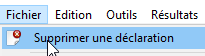 Fichier Edition Outils Résultats
Supprimer une déclaration